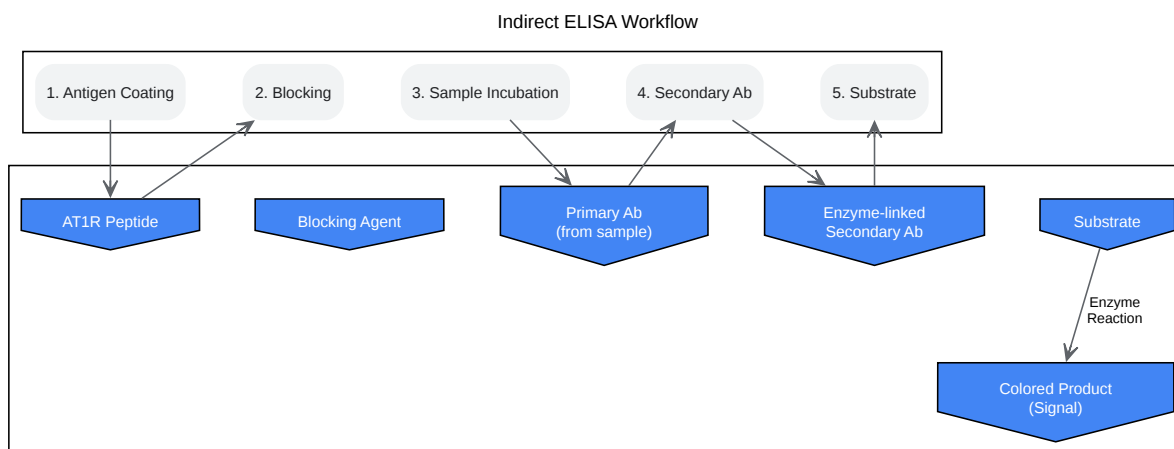 Indirect ELISA Workflow
1. Antigen Coating
2. Blocking
3. Sample Incubation
4. Secondary Ab
5. Substrate
AT1R Peptide
Blocking Agent
Primary Ab
(from sample)
Enzyme-linked
Secondary Ab
Substrate
Enzyme
Reaction
Colored Product
(Signal)